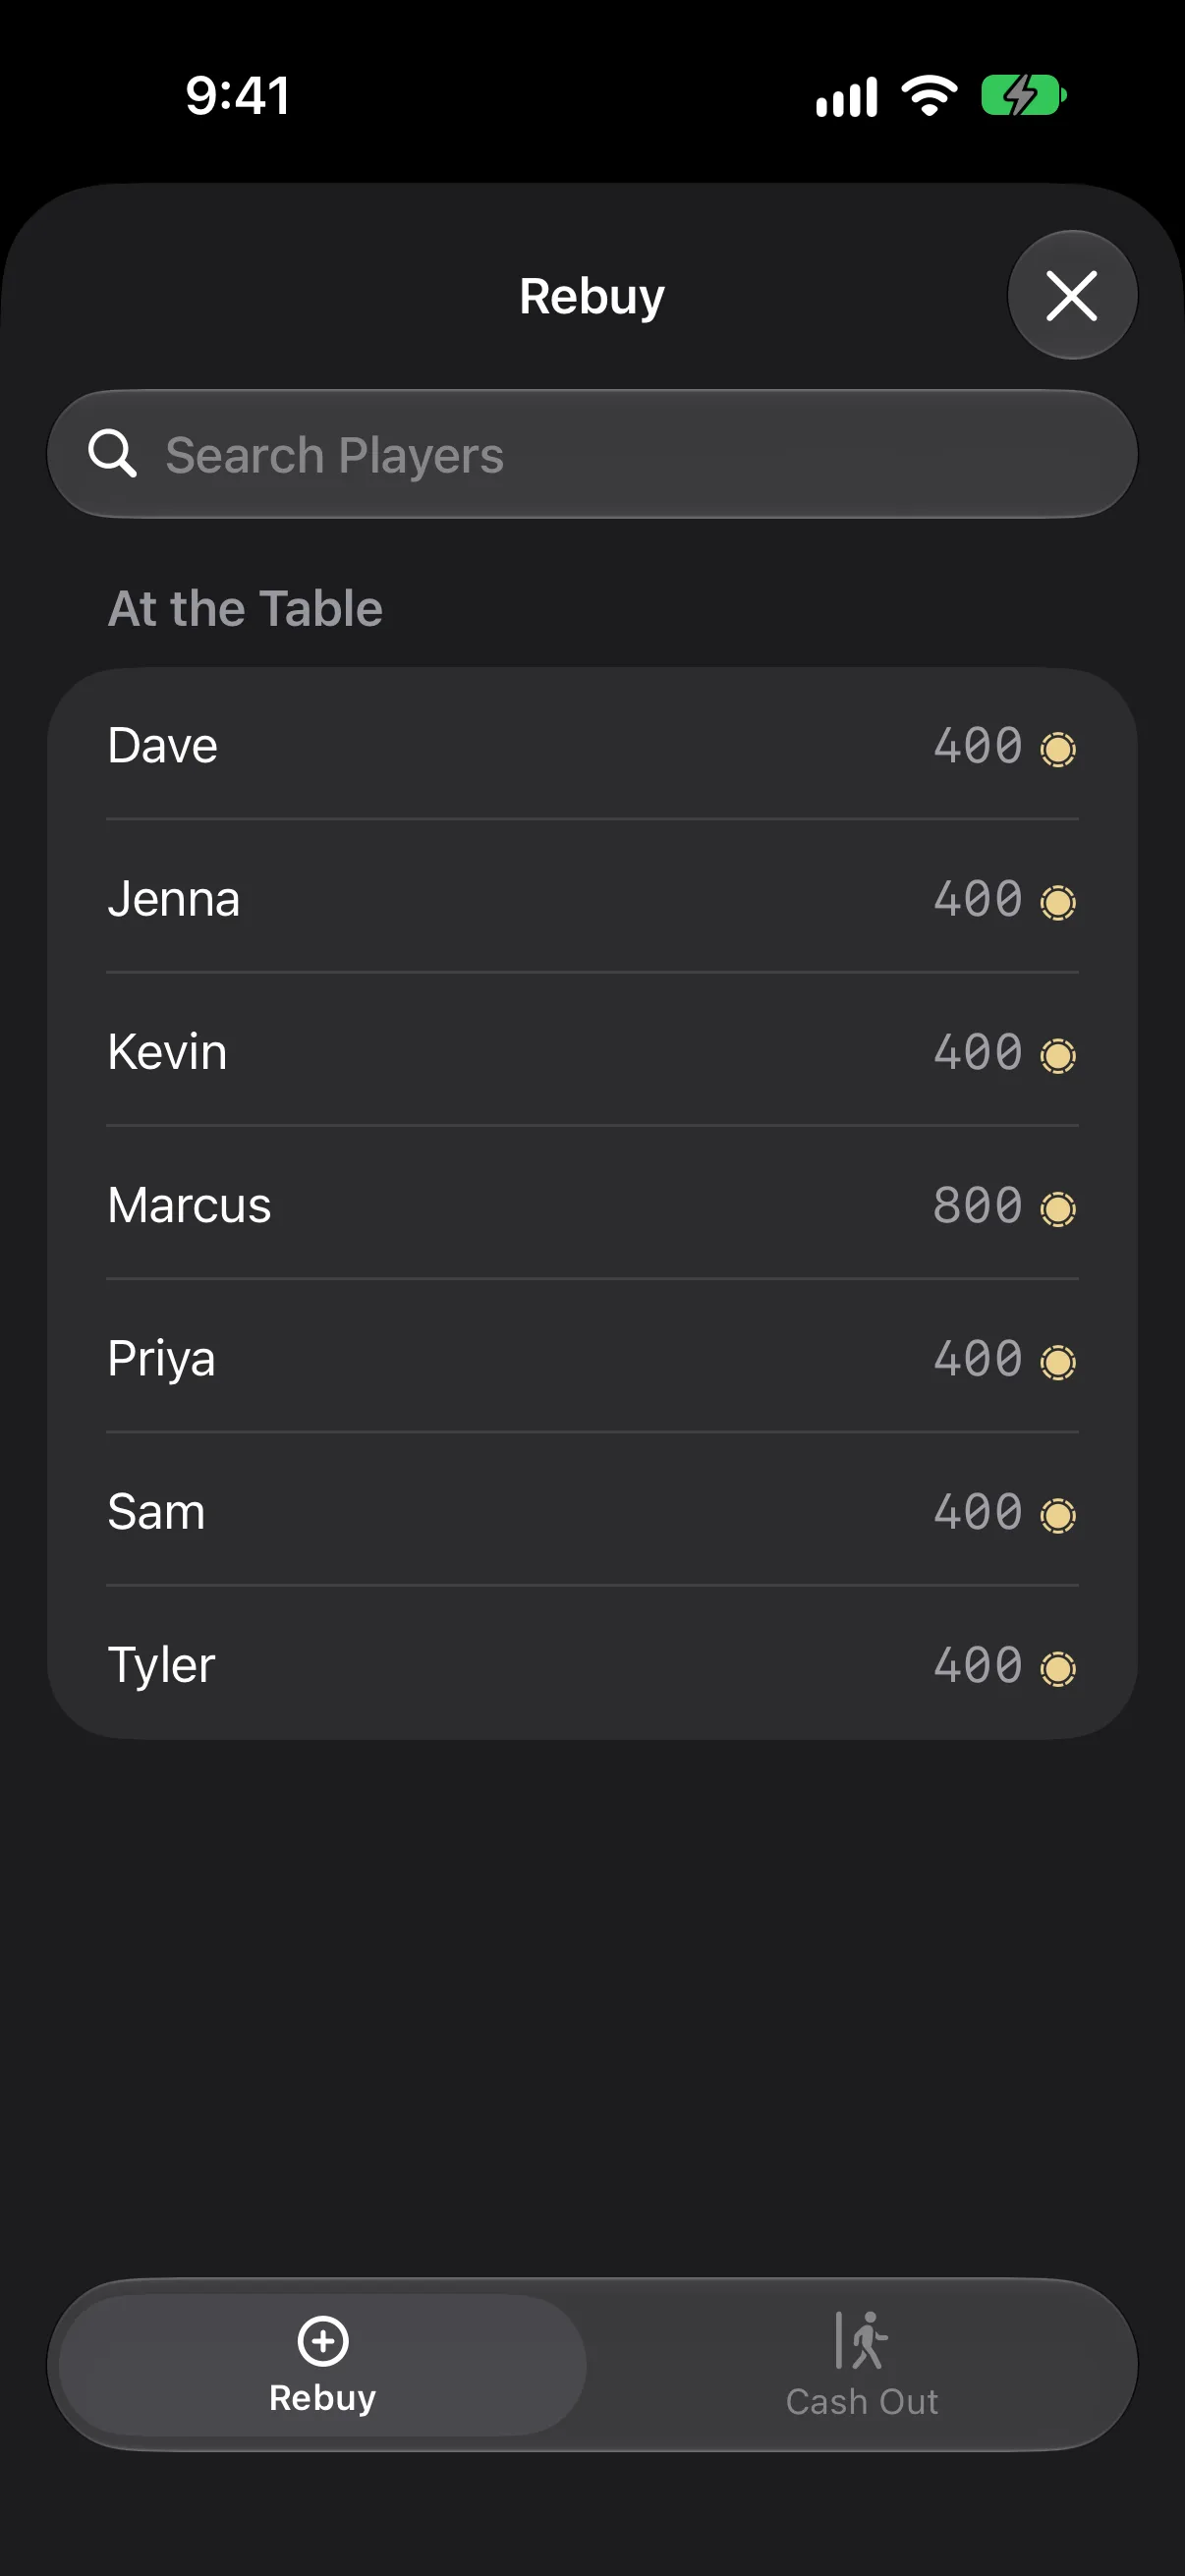 9:41
Rebuy
Search Players
At the Table
Dave 400
Jenna 400
Kevin 400
Marcus 800
Priya 400
Sam 400
Tyler 400
Rebuy
Cash Out